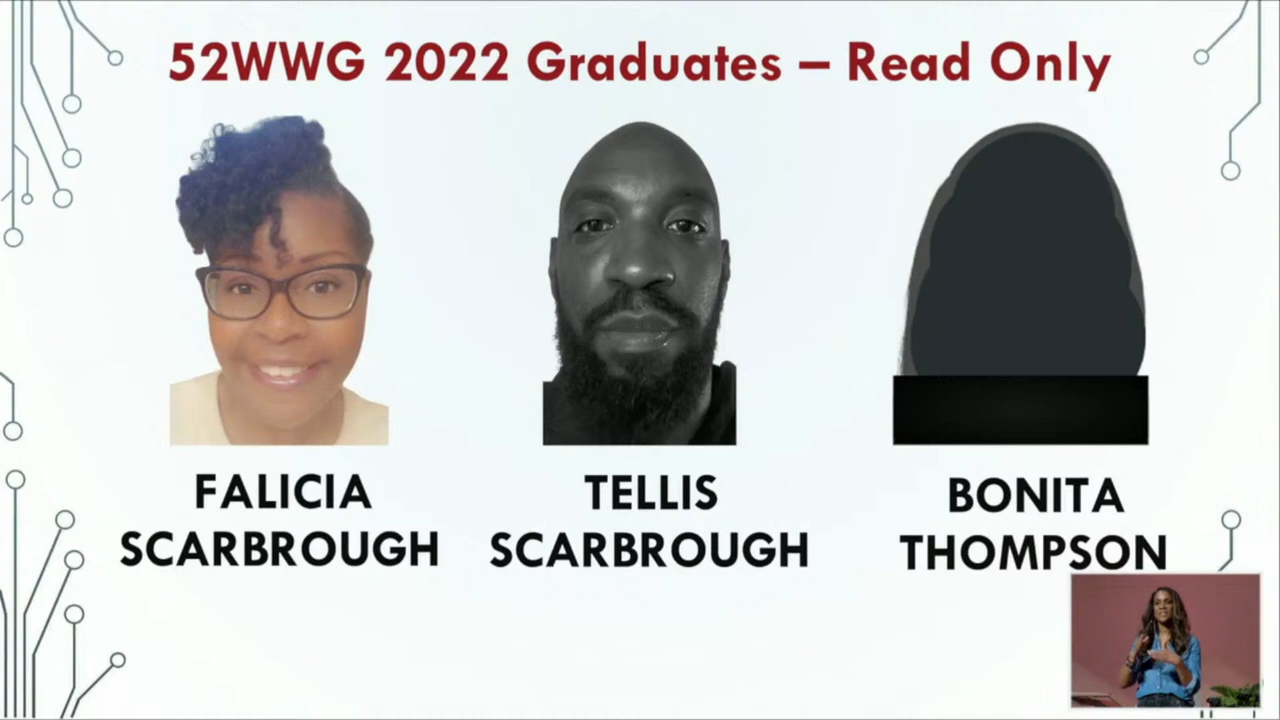 52WWG 2022 Graduates – Read Only
FALICIA
SCARBROUGH
TELLIS
SCARBROUGH
BONITA
THOMPSON